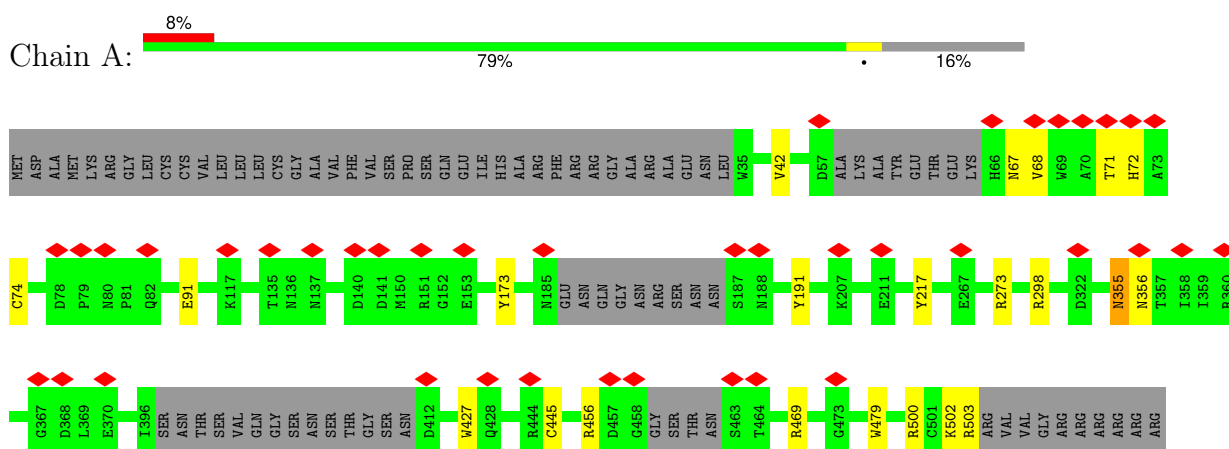 8%
Chain A:
79%
•
16%
MET ASP ALA MET LYS ARG GLY LEU CYS CYS VAL LEU LEU LEU CYS GLY ALA VAL PHE VAL SER PRO SER GLN GLU ILE HIS ALA ARG PHE ARG ARG GLY ALA ARG ALA GLU ASN LEU W35 V42 D57 ALA LYS ALA TYR GLU THR GLU LYS H66 N67 V68 W69 A70 T71 H72 A73
C74 D78 P79 N80 P81 Q82 E91 K117 T135 N136 N137 D140 D141 M150 R151 G152 E153 Y173 N185 GLU ASN GLN GLY ASN ARG SER ASN ASN S187 N188 Y191 K207 E211 Y217 E267 R273 R298 D322 N355 N356 T357 I358 I359 R360
G367 D368 L369 E370 I396 SER ASN THR SER VAL GLN GLY SER ASN SER THR GLY SER ASN D412 W427 Q428 R444 C445 R456 D457 G458 GLY SER THR ASN S463 T464 R469 G473 W479 R500 C501 K502 R503 ARG VAL VAL GLY ARG ARG ARG ARG ARG ARG